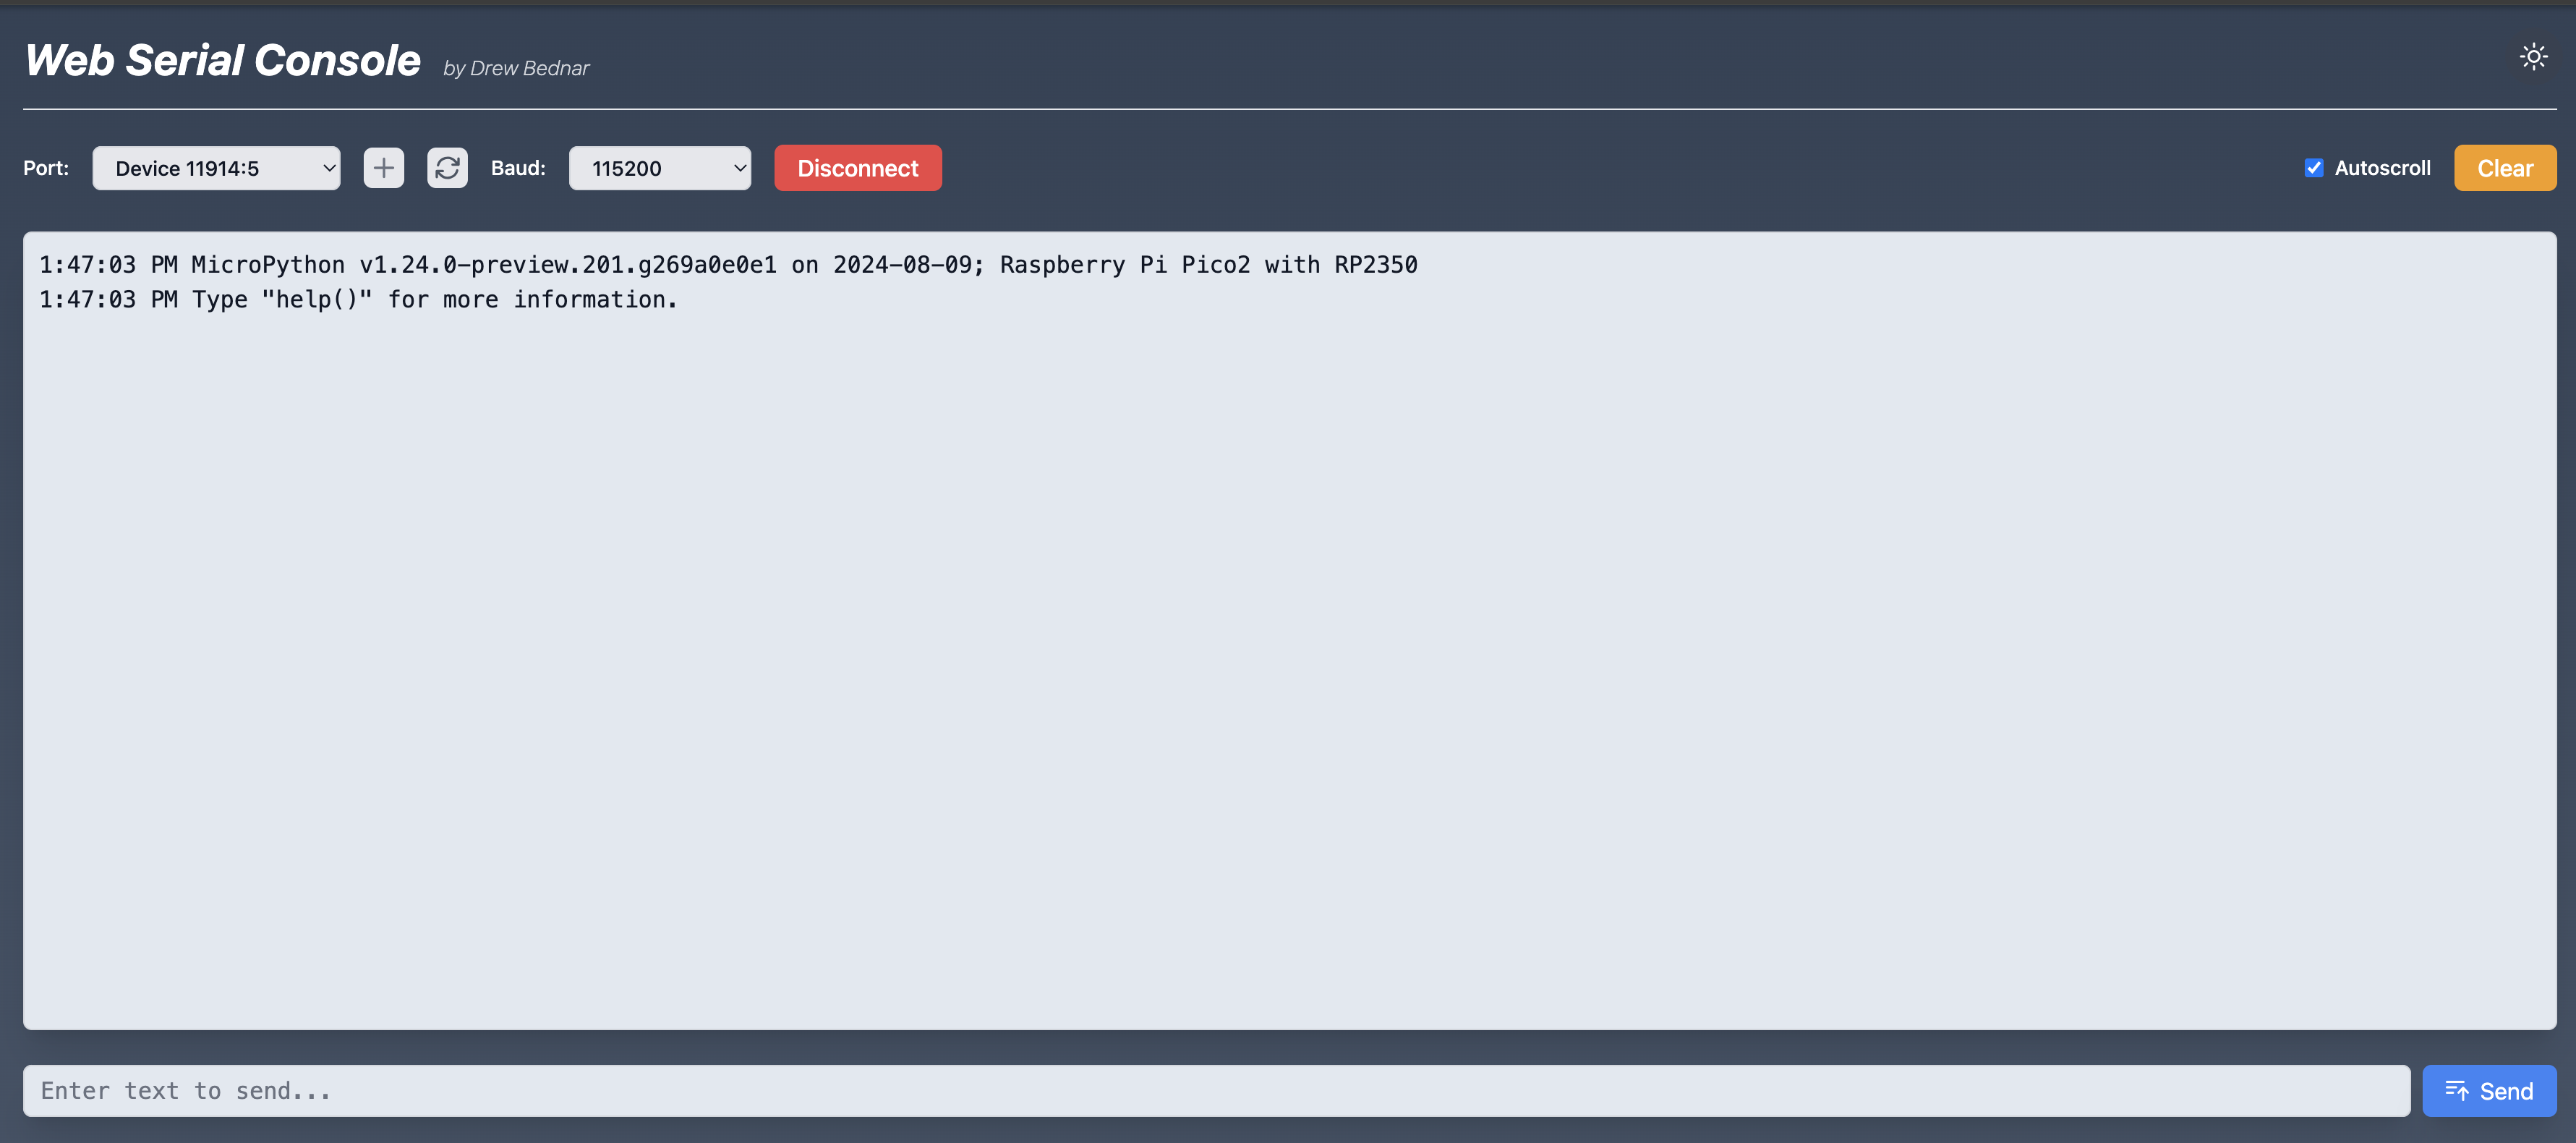 Web Serial Console by Drew Bednar
Port: Device 11914:5 Baud: 115200 Disconnect Autoscroll Clear
1:47:03 PM MicroPython v1.24.0-preview.201.g269a0e0e1 on 2024-08-09; Raspberry Pi Pico2 with RP2350
1:47:03 PM Type "help()" for more information.
Enter text to send...
Send